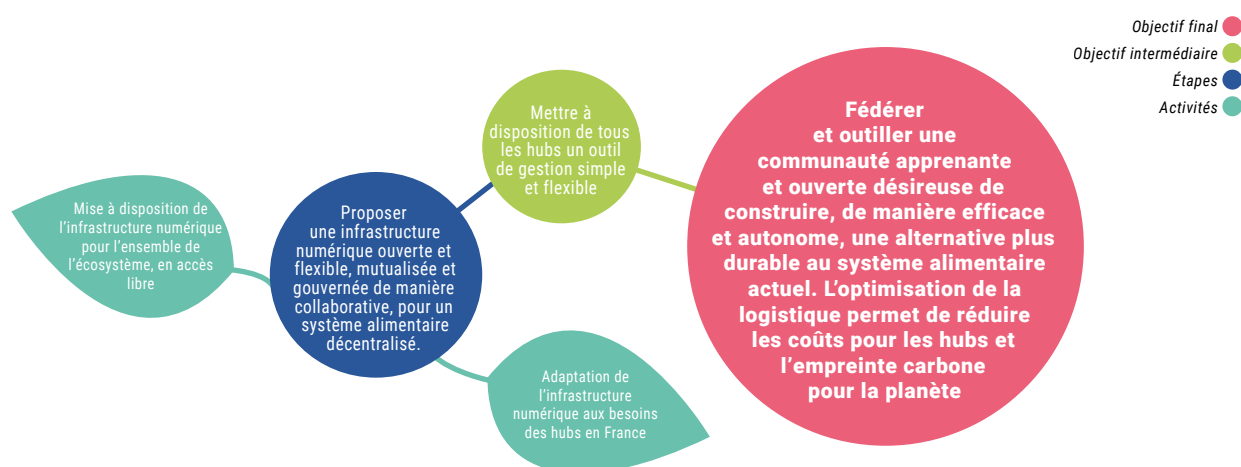 Objectif final
Objectif intermédiaire
Étapes
Activités
Mise à disposition de
l'infrastructure numérique
pour l'ensemble de
l'écosystème, en accès
libre
Proposer
une infrastructure
numérique ouverte et
flexible, mutualisée et
gouvernée de manière
collaborative, pour un
système alimentaire
décentralisé.
Mettre à
disposition de tous
les hubs un outil
de gestion simple
et flexible
Adaptation de
l'infrastructure
numérique aux besoins
des hubs en France
Fédérer
et outiller une
communauté apprenante
et ouverte désireuse de
construire, de manière efficace
et autonome, une alternative plus
durable au système alimentaire
actuel. L'optimisation de la
logistique permet de réduire
les coûts pour les hubs et
l'empreinte carbone
pour la planète